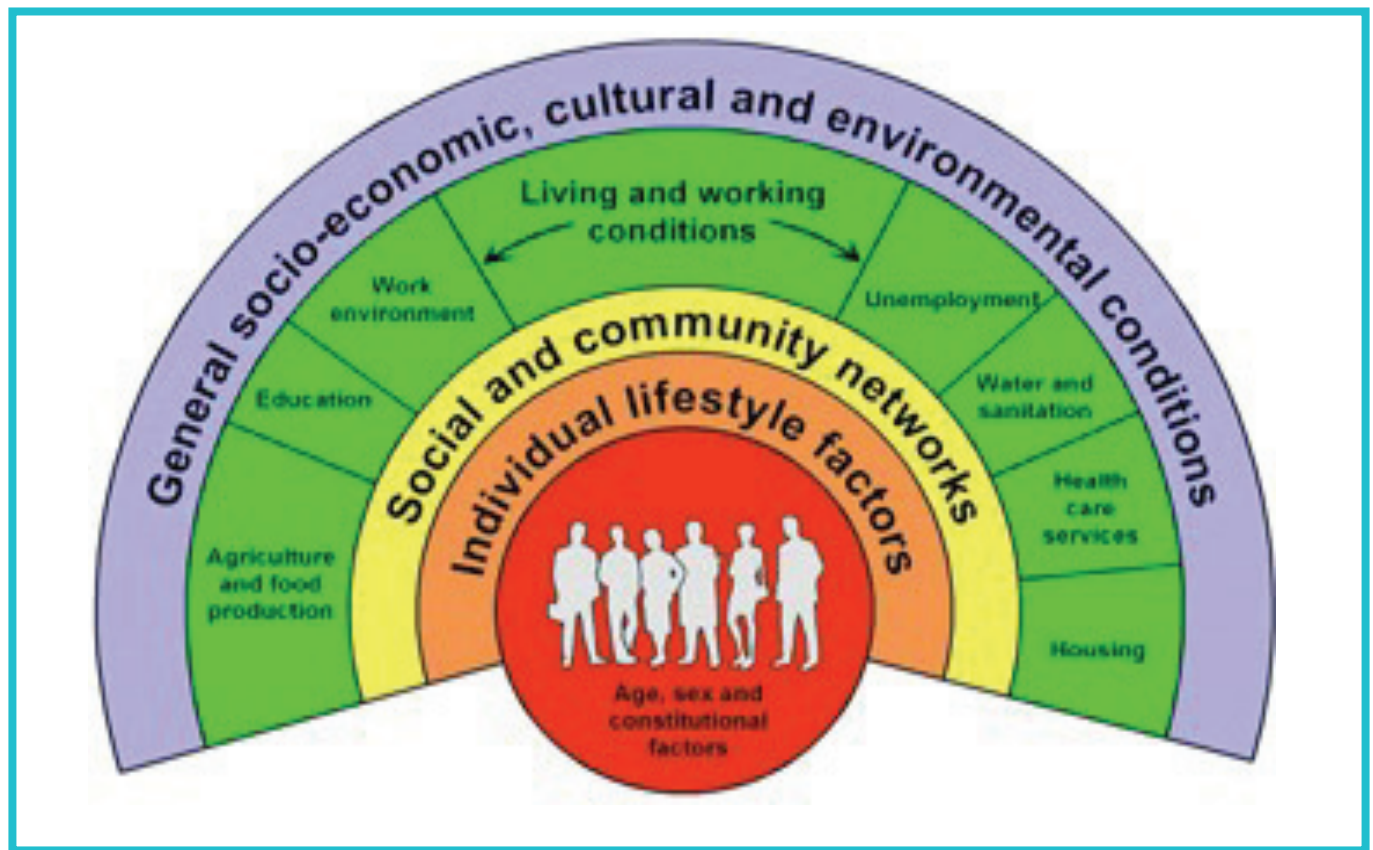 General socio-economic, cultural and environmental conditions
Living and working
conditions
Work
environment
Education
Agriculture
and food
production
Unemployment
Water and
sanitation
Health
care
services
Housing
Social and community networks
Individual lifestyle factors
Age, sex and
constitutional
factors